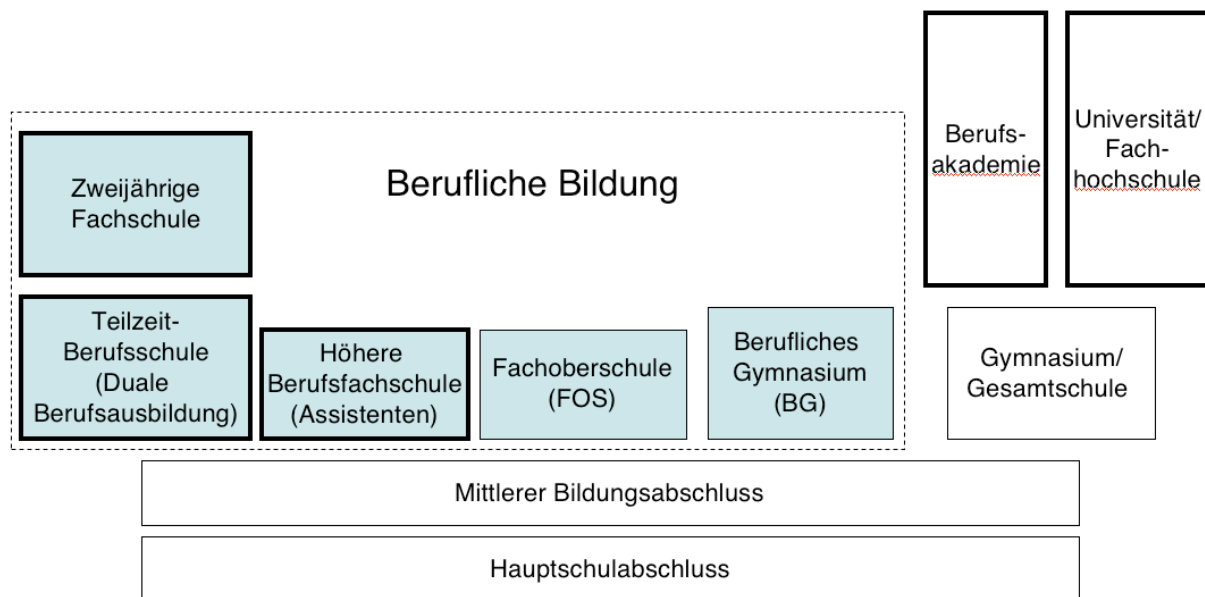 Berufs-
akademie
Universität/
Fach-
hochschule
Zweijährige
Fachschule
Berufliche Bildung
Teilzeit-
Berufsschule
(Duale
Berufsausbildung)
Höhere
Berufsfachschule
(Assistenten)
Fachoberschule
(FOS)
Berufliches
Gymnasium
(BG)
Gymnasium/
Gesamtschule
Mittlerer Bildungsabschluss
Hauptschulabschluss